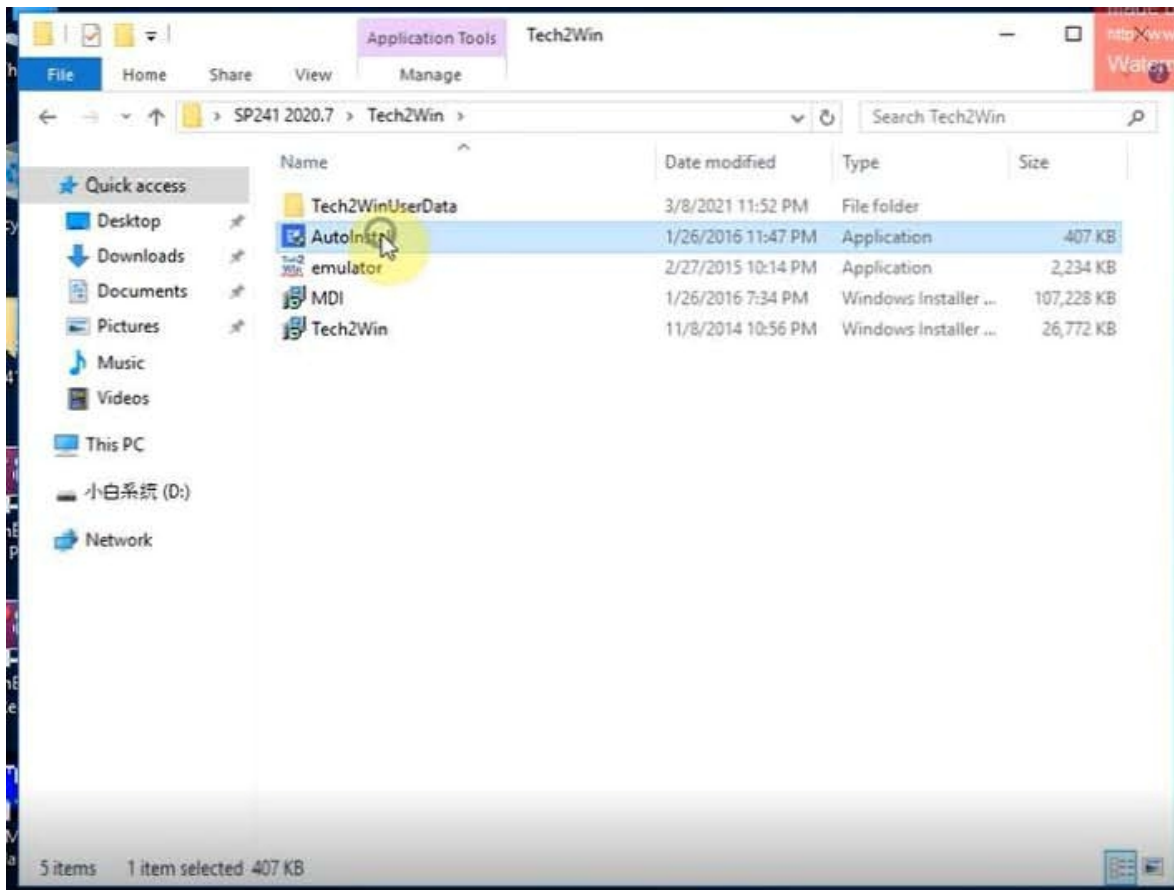 Application Tools
Tech2Win
File
Home
Share
View
Manage
SP241 2020.7 > Tech2Win >
Search Tech2Win
Name
Date modified
Type
Size
Quick access
Desktop
Downloads
Documents
Pictures
Music
Videos
This PC
小白系统 (D:)
Network
Tech2WinUserData 3/8/2021 11:52 PM File folder
1/26/2016 11:47 PM Application 407 KB
emulator 2/27/2015 10:14 PM Application 2,234 KB
MDI 1/26/2016 7:34 PM Windows Installer ... 107,228 KB
Tech2Win 11/8/2014 10:56 PM Windows Installer ... 26,772 KB
5 items 1 item selected 407 KB